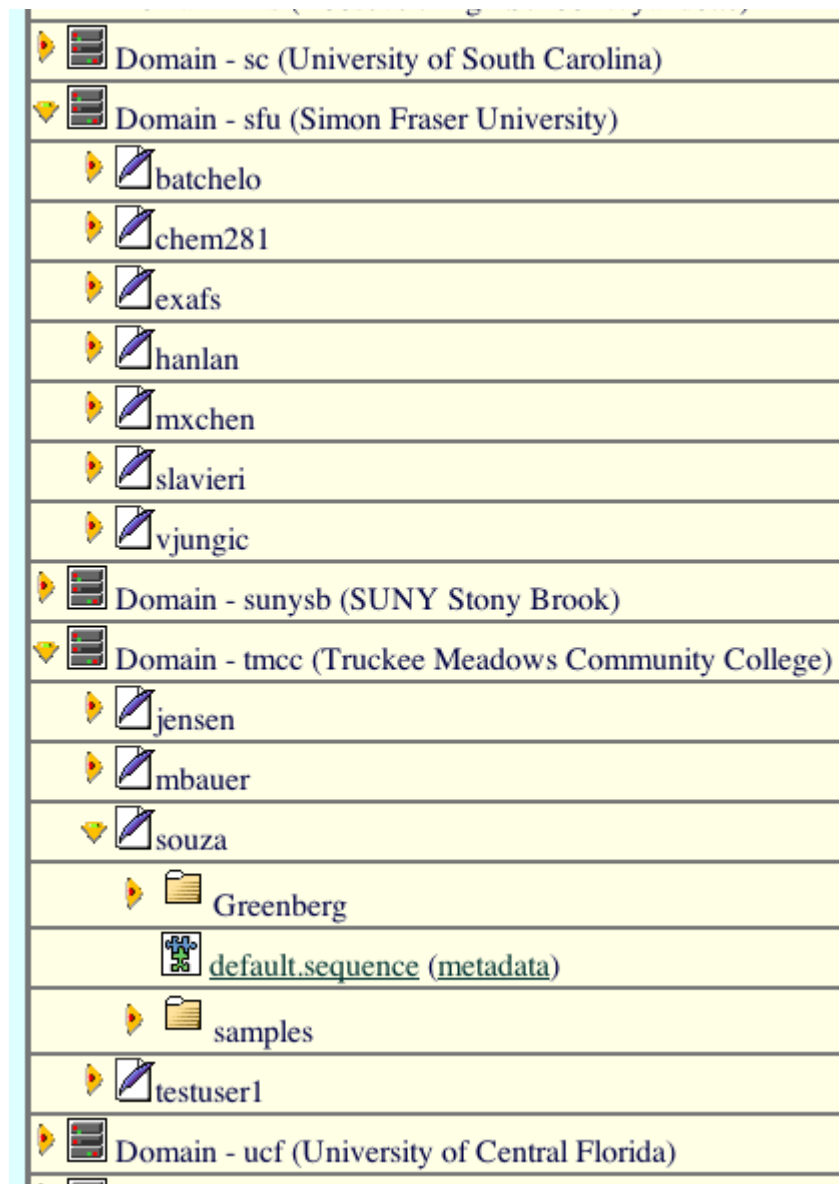 Domain - sc (University of South Carolina)
Domain - sfu (Simon Fraser University)
batchelo
chem281
exafs
hanlan
mxchen
slavieri
vjungic
Domain - sunysb (SUNY Stony Brook)
Domain - tmcc (Truckee Meadows Community College)
jensen
mbauer
souza
Greenberg
default.sequence (metadata)
samples
testuser1
Domain - ucf (University of Central Florida)